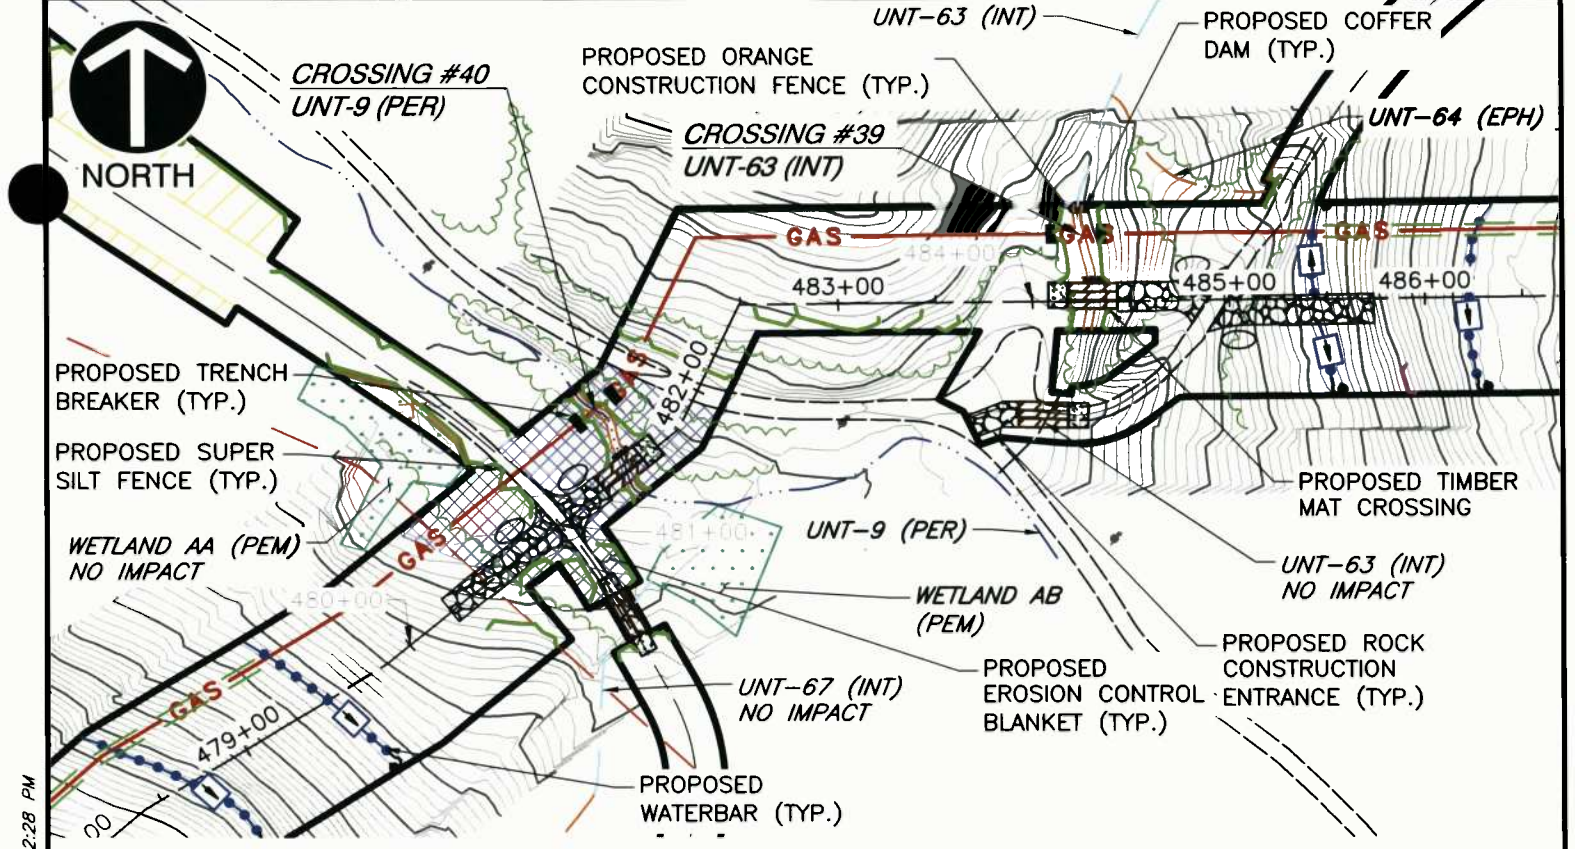 UNT-63 (INT)
PROPOSED COFFER
DAM (TYP.)
PROPOSED ORANGE
CONSTRUCTION FENCE (TYP.)
CROSSING #40
UNT-9 (PER)
CROSSING #39
UNT-63 (INT)
UNT-64 (EPH)
NORTH
GAS
GAS
GAS
484+00
483+00
485+00
486+00
GAS
482+00
PROPOSED TRENCH
BREAKER (TYP.)
PROPOSED SUPER
SILT FENCE (TYP.)
PROPOSED TIMBER
MAT CROSSING
WETLAND AA (PEM)
NO IMPACT
GAS
481+00
UNT-9 (PER)
UNT-63 (INT)
NO IMPACT
480+00
WETLAND AB
(PEM)
PROPOSED ROCK
CONSTRUCTION
ENTRANCE (TYP.)
PROPOSED
EROSION CONTROL
BLANKET (TYP.)
UNT-67 (INT)
NO IMPACT
GAS
479+00
PROPOSED
WATERBAR (TYP.)
00
2:28 PM